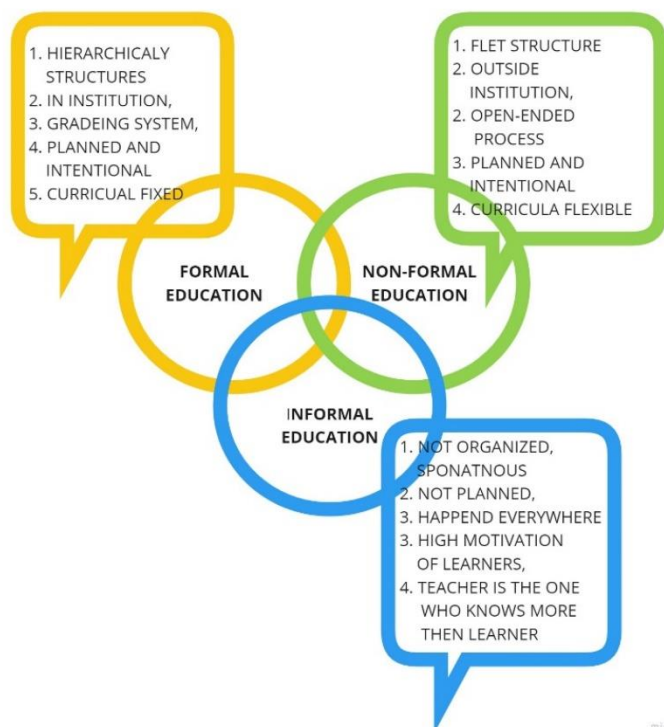 1. HIERARCHICALY
STRUCTURES
2. IN INSTITUTION,
3. GRADEING SYSTEM,
4. PLANNED AND
INTENTIONAL
5. CURRICUAL FIXED
1. FLET STRUCTURE
2. OUTSIDE
INSTITUTION,
2. OPEN-ENDED
PROCESS
3. PLANNED AND
INTENTIONAL
4. CURRICULA FLEXIBLE
FORMAL
EDUCATION
NON-FORMAL
EDUCATION
INFORMAL
EDUCATION
1. NOT ORGANIZED,
SPONATNOUS
2. NOT PLANNED,
3. HAPPEND EVERYWHERE
3. HIGH MOTIVATION
OF LEARNERS,
4. TEACHER IS THE ONE
WHO KNOWS MORE
THEN LEARNER